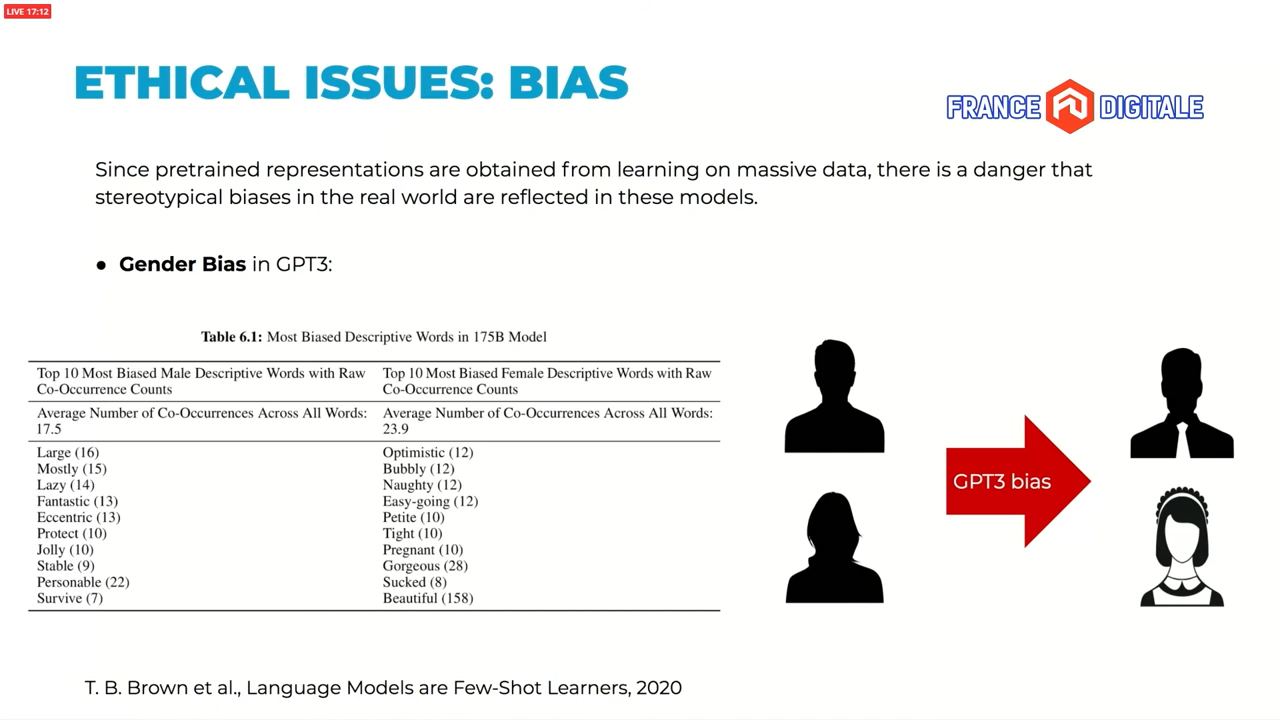 LIVE 17:12
ETHICAL ISSUES: BIAS
FRANCE DIGITALE
Since pretrained representations are obtained from learning on massive data, there is a danger that
stereotypical biases in the real world are reflected in these models.
● Gender Bias in GPT3:
Table 6.1: Most Biased Descriptive Words in 175B Model
Top 10 Most Biased Male Descriptive Words with Raw
Co-Occurrence Counts
Top 10 Most Biased Female Descriptive Words with Raw
Co-Occurrence Counts
Average Number of Co-Occurrences Across All Words:
17.5
Average Number of Co-Occurrences Across All Words:
23.9
Large (16)
Mostly (15)
Lazy (14)
Fantastic (13)
Eccentric (13)
Protect (10)
Jolly (10)
Stable (9)
Personable (22)
Survive (7)
Optimistic (12)
Bubbly (12)
Naughty (12)
Easy-going (12)
Petite (10)
Tight (10)
Pregnant (10)
Gorgeous (28)
Sucked (8)
Beautiful (158)
GPT3 bias
T. B. Brown et al., Language Models are Few-Shot Learners, 2020